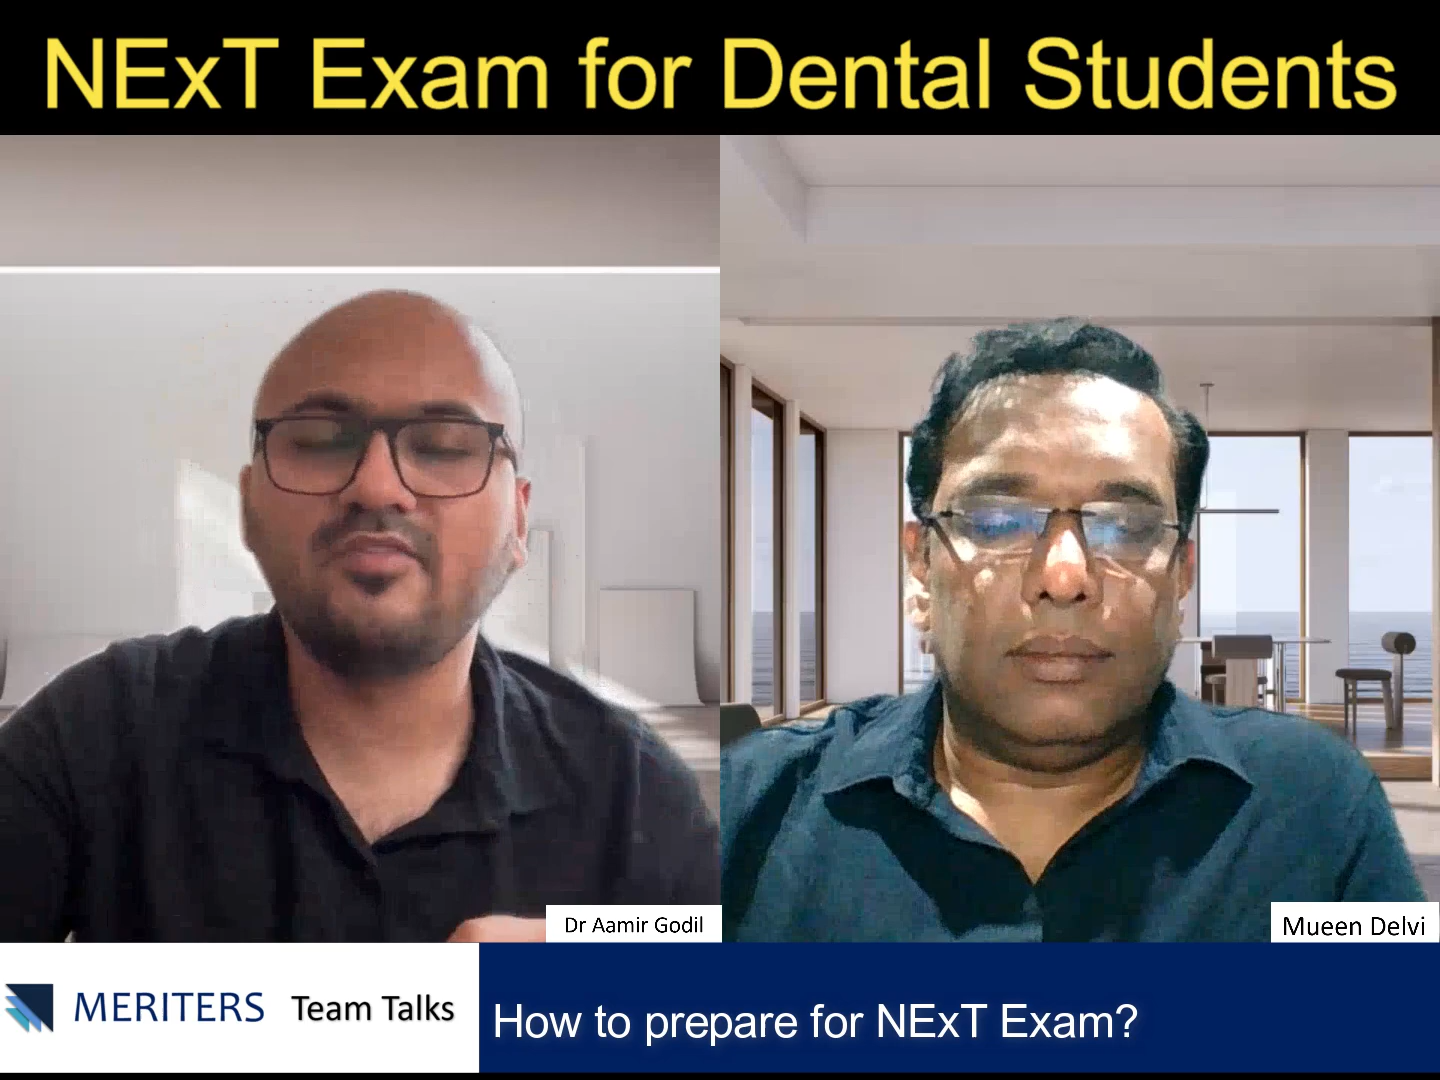 NExT Exam for Dental Students
Dr Aamir Godil
Mueen Delvi
MERITERS Team Talks
How to prepare for NExT Exam?